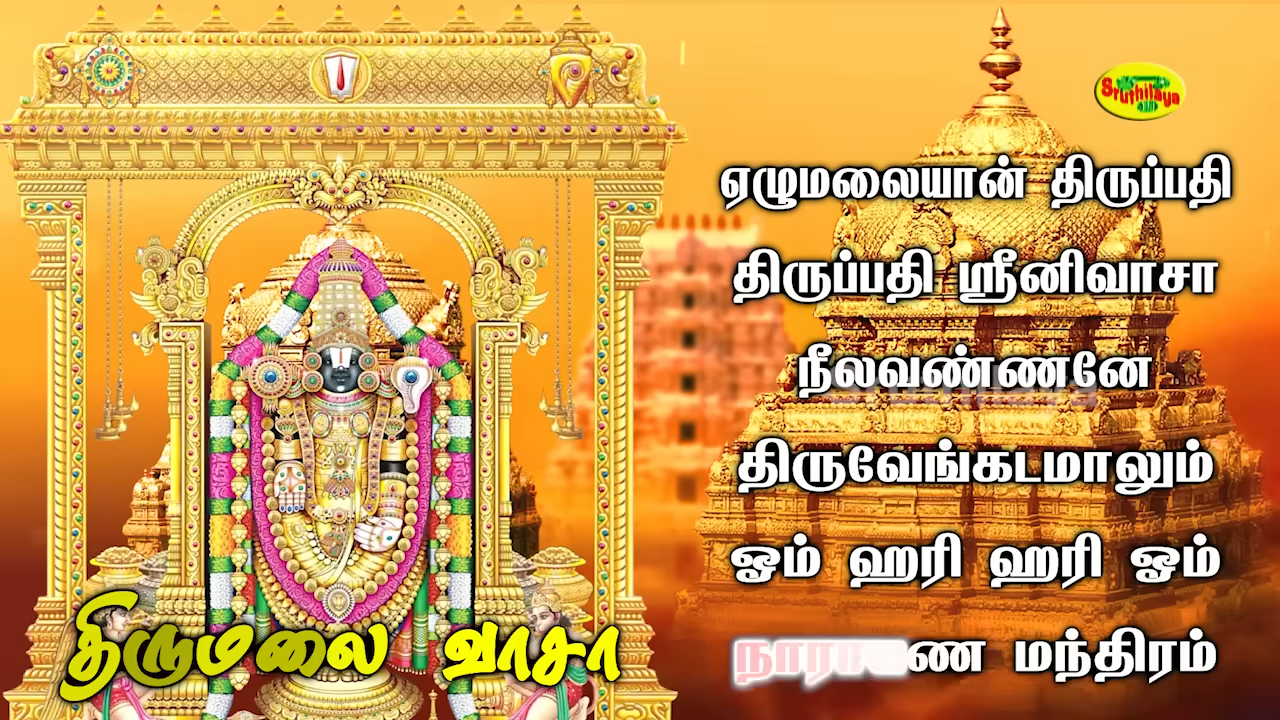 Sruthilaya
ஏழுமலையான் திருப்பதி
திருப்பதி ஸ்ரீனிவாசா
நீலவண்ணனே
திருவேங்கடமாலும்
ஓம் ஹரி ஹரி ஓம்
நாராயண மந்திரம்
திருமலை வாசா